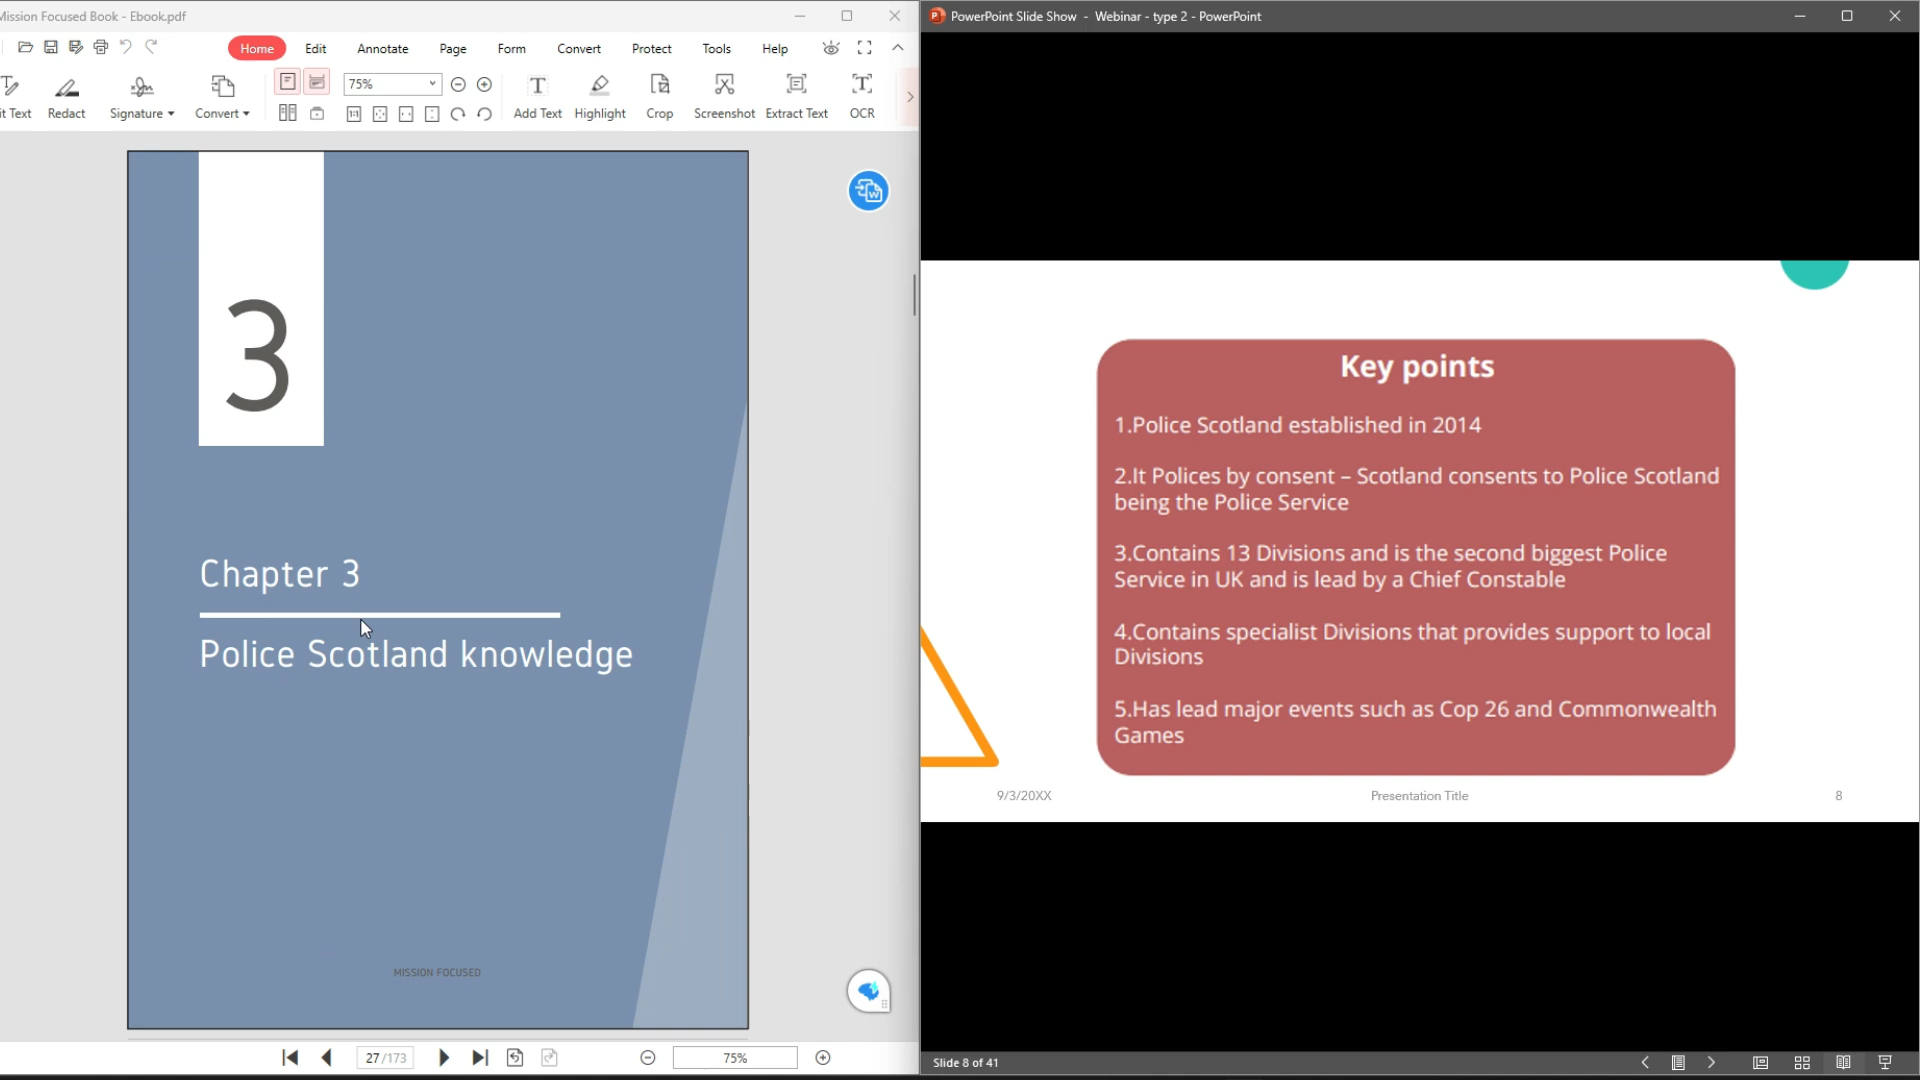 Mission Focused Book - Ebook.pdf
Home Edit Annotate Page Form Convert Protect Tools Help
75%
it Text Redact Signature Convert Add Text Highlight Crop Screenshot Extract Text OCR
3
Chapter 3
Police Scotland knowledge
MISSION FOCUSED
27/173
75%
PowerPoint Slide Show - Webinar - type 2 - PowerPoint
Key points
1.Police Scotland established in 2014
2.It Polices by consent – Scotland consents to Police Scotland
being the Police Service
3.Contains 13 Divisions and is the second biggest Police
Service in UK and is lead by a Chief Constable
4.Contains specialist Divisions that provides support to local
Divisions
5.Has lead major events such as Cop 26 and Commonwealth
Games
9/3/20XX Presentation Title 8
Slide 8 of 41